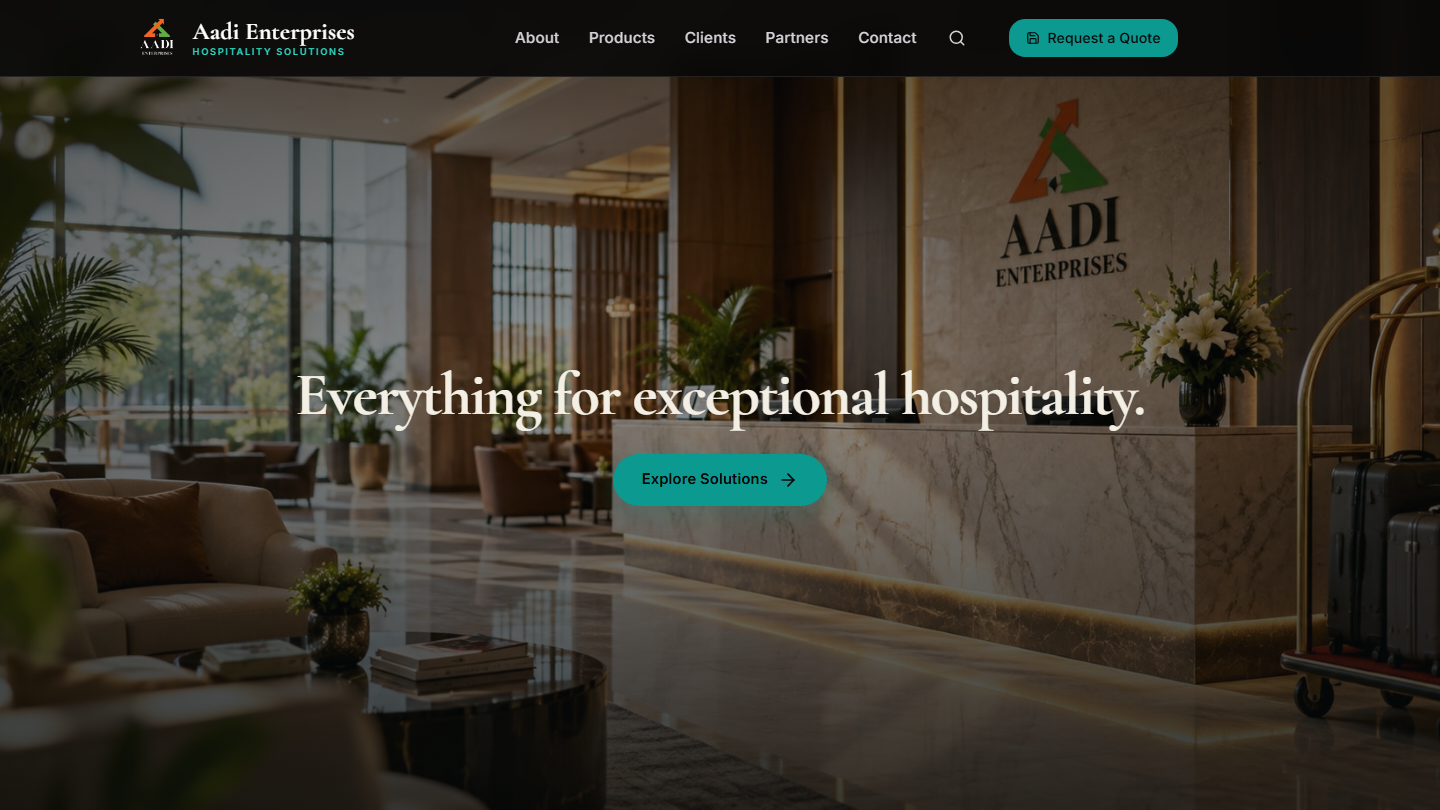 AADI
ENTERPRISES
Aadi Enterprises
HOSPITALITY SOLUTIONS
About
Products
Clients
Partners
Contact
Request a Quote
AADI
ENTERPRISES
Everything for exceptional hospitality.
Explore Solutions